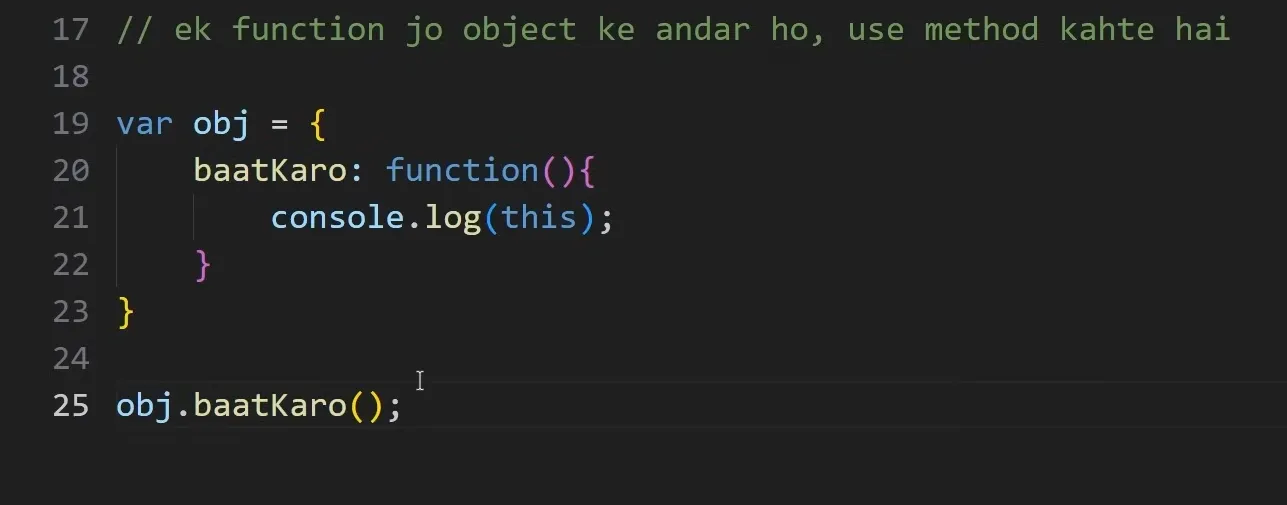 17 // ek function jo object ke andar ho, use method kahte hai
18
19 var obj = {
20     baatKaro: function(){
21         console.log(this);
22     }
23 }
24
25 obj.baatKaro();